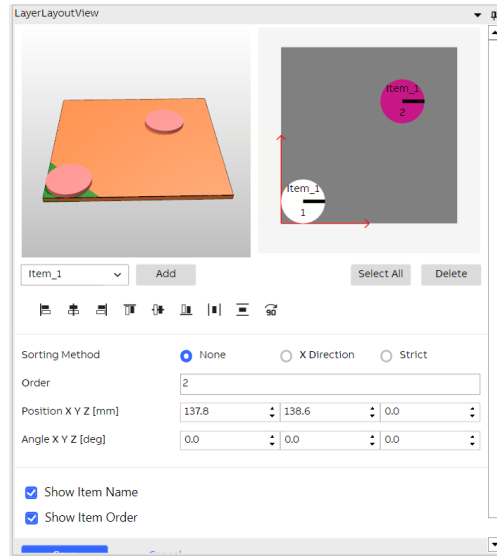 LayerLayoutView
Item_1
2
Item_1
1
Item_1
Add
Select All
Delete
90
Sorting Method
None
X Direction
Strict
Order
2
Position X Y Z [mm]
137.8
138.6
0.0
Angle X Y Z [deg]
0.0
0.0
0.0
Show Item Name
Show Item Order